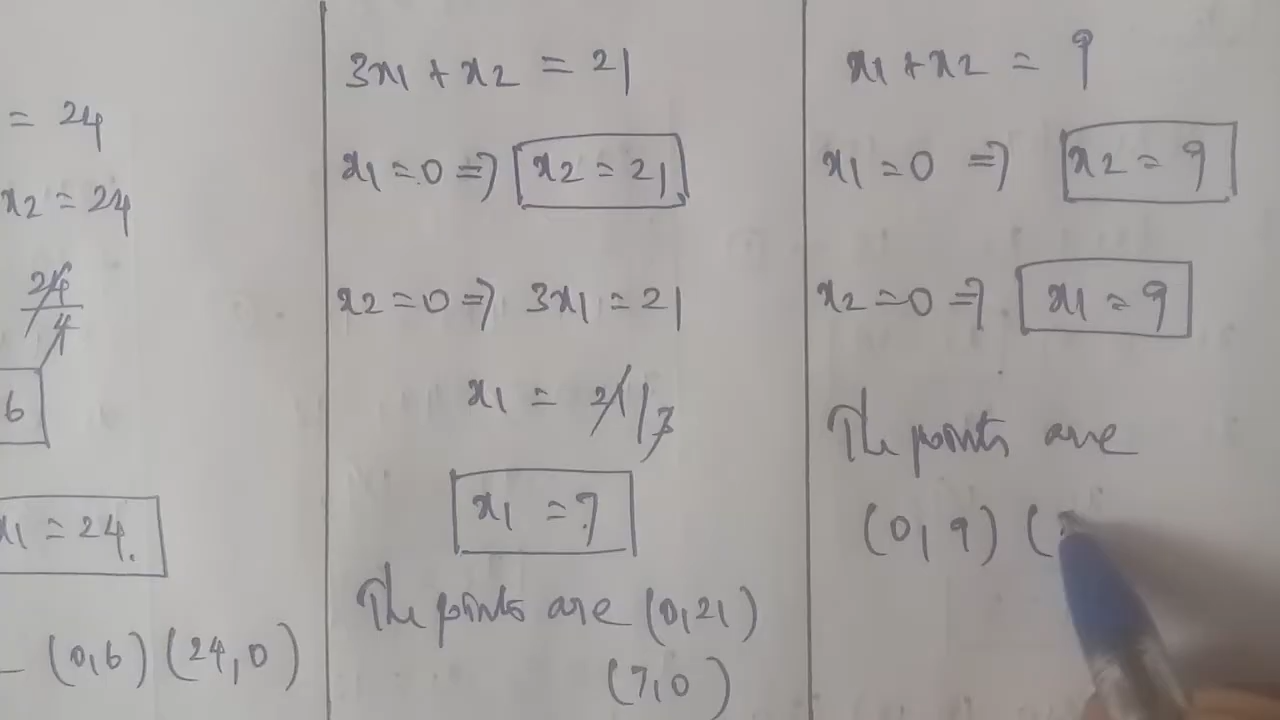 = 24
x2 = 24
24/4
6
x1 = 24.
(0,6) (24,0)
3x1 + x2 = 21
x1 = 0 => x2 = 21
x2 = 0 => 3x1 = 21
x1 = 21/3
x1 = 7
The points are (0,21)
(7,0)
x1 + x2 = 9
x1 = 0 => x2 = 9
x2 = 0 => x1 = 9
The points are
(0,9) (